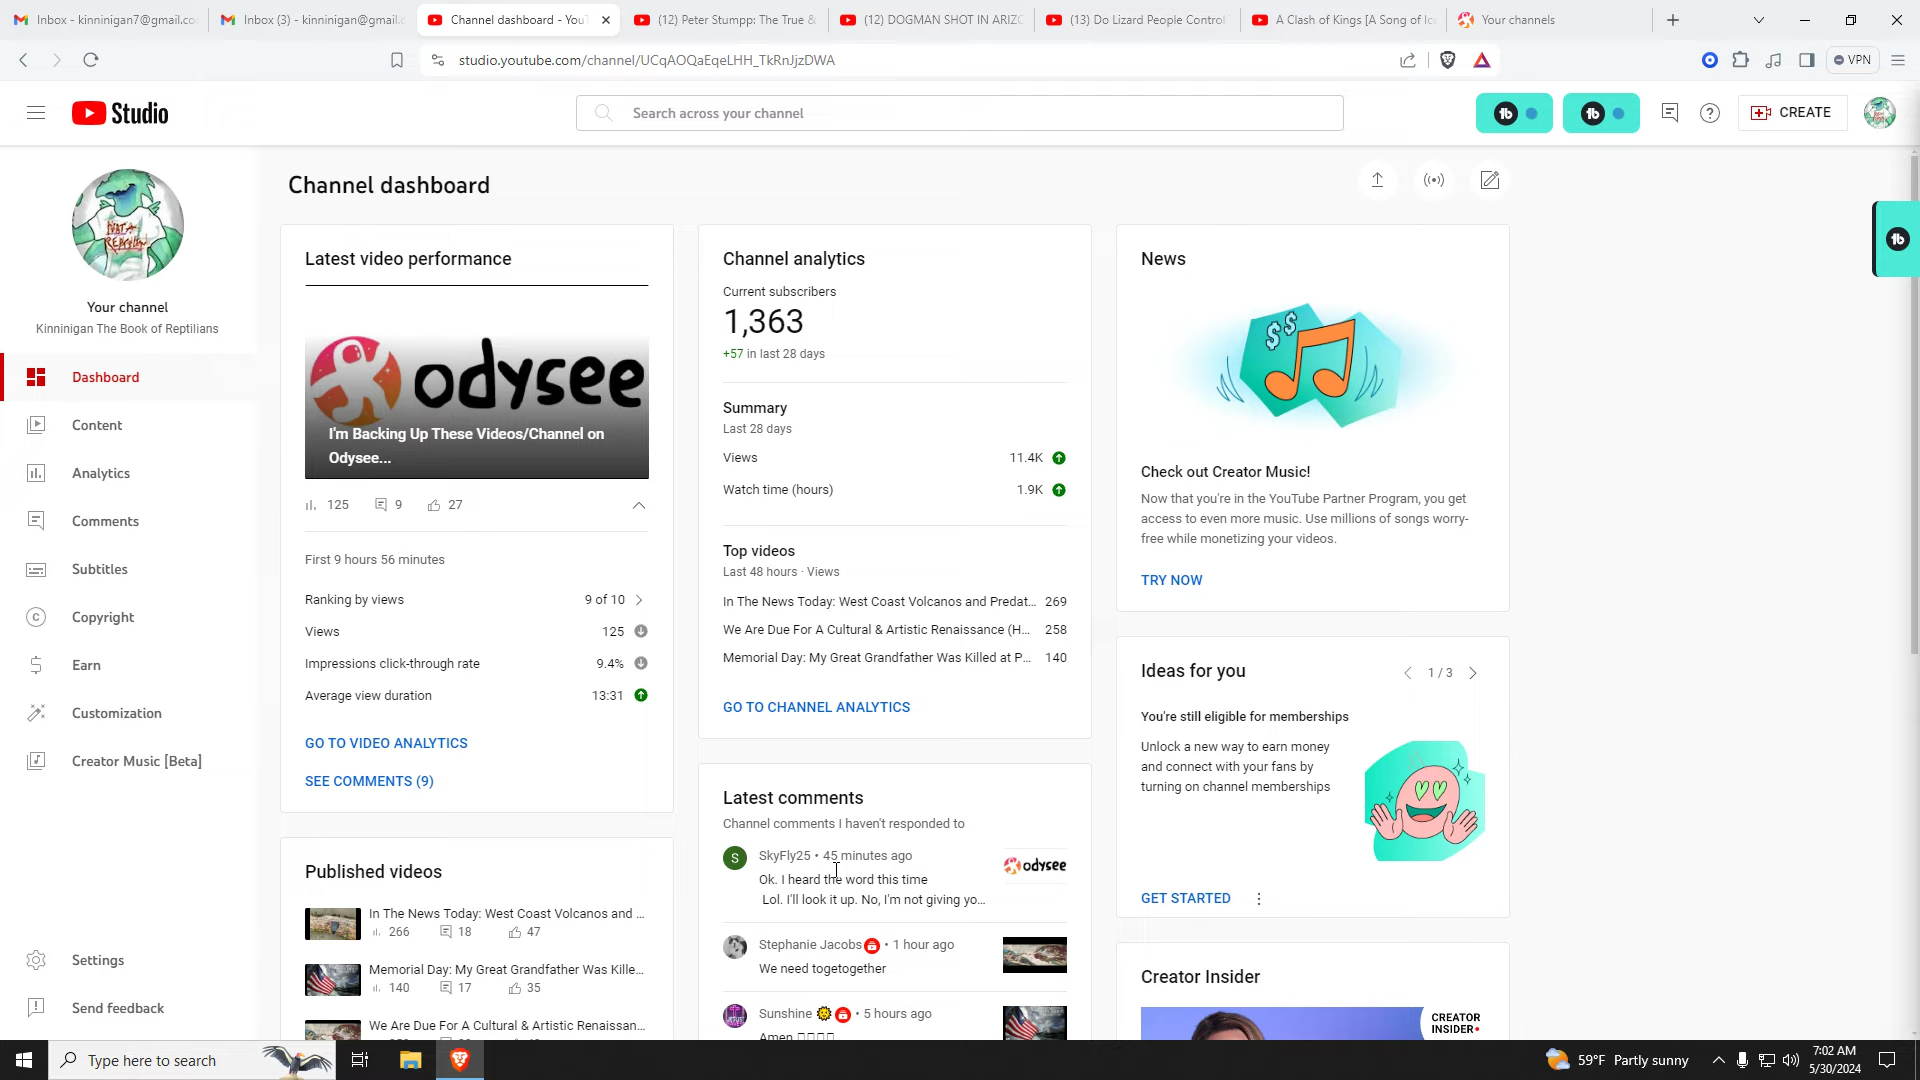 Inbox - kinninigan7@gmail.co
Inbox (3) - kinninigan@gmail.c
Channel dashboard - You
(12) Peter Stumpp: The True &
(12) DOGMAN SHOT IN ARIZO
(13) Do Lizard People Control
A Clash of Kings [A Song of Ice
Your channels
studio.youtube.com/channel/UCqAOQaEqeLHH_TkRnJjzDWA
VPN
Studio
Search across your channel
CREATE
Your channel
Kinninigan The Book of Reptilians
Dashboard
Content
Analytics
Comments
Subtitles
Copyright
Earn
Customization
Creator Music [Beta]
Settings
Send feedback
Channel dashboard
Latest video performance
odysee
I'm Backing Up These Videos/Channel on
Odysee...
125 9 27
First 9 hours 56 minutes
Ranking by views 9 of 10
Views 125
Impressions click-through rate 9.4%
Average view duration 13:31
GO TO VIDEO ANALYTICS
SEE COMMENTS (9)
Published videos
In The News Today: West Coast Volcanos and ...
266 18 47
Memorial Day: My Great Grandfather Was Kille...
140 17 35
We Are Due For A Cultural & Artistic Renaissan...
Channel analytics
Current subscribers
1,363
+57 in last 28 days
Summary
Last 28 days
Views 11.4K
Watch time (hours) 1.9K
Top videos
Last 48 hours · Views
In The News Today: West Coast Volcanos and Predat... 269
We Are Due For A Cultural & Artistic Renaissance (H... 258
Memorial Day: My Great Grandfather Was Killed at P... 140
GO TO CHANNEL ANALYTICS
Latest comments
Channel comments I haven't responded to
S
SkyFly25 • 45 minutes ago
Ok. I heard the word this time
Lol. I'll look it up. No, I'm not giving yo...
odysee
Stephanie Jacobs • 1 hour ago
We need togetogether
Sunshine • 5 hours ago
Amen
News
Check out Creator Music!
Now that you're in the YouTube Partner Program, you get
access to even more music. Use millions of songs worry-
free while monetizing your videos.
TRY NOW
Ideas for you
1 / 3
You're still eligible for memberships
Unlock a new way to earn money
and connect with your fans by
turning on channel memberships
GET STARTED
Creator Insider
CREATOR
INSIDER
Type here to search
59°F Partly sunny
7:02 AM
5/30/2024